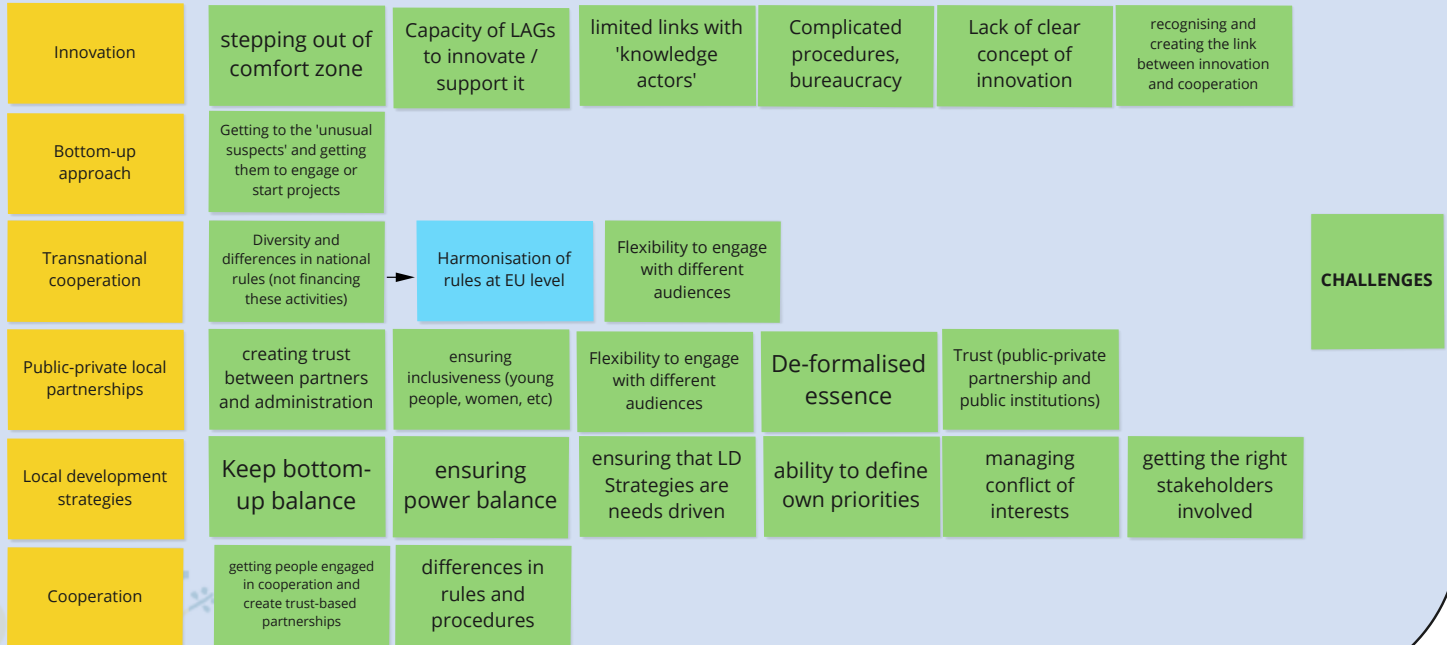 Innovation
stepping out of
comfort zone
Capacity of LAGs
to innovate /
support it
limited links with
'knowledge
actors'
Complicated
procedures,
bureaucracy
Lack of clear
concept of
innovation
recognising and
creating the link
between innovation
and cooperation
Bottom-up
approach
Getting to the 'unusual
suspects' and getting
them to engage or
start projects
Transnational
cooperation
Diversity and
differences in national
rules (not financing
these activities)
Harmonisation of
rules at EU level
Flexibility to engage
with different
audiences
CHALLENGES
Public-private local
partnerships
creating trust
between partners
and administration
ensuring
inclusiveness (young
people, women, etc)
Flexibility to engage
with different
audiences
De-formalised
essence
Trust (public-private
partnership and
public institutions)
Local development
strategies
Keep bottom-
up balance
ensuring
power balance
ensuring that LD
Strategies are
needs driven
ability to define
own priorities
managing
conflict of
interests
getting the right
stakeholders
involved
Cooperation
getting people engaged
in cooperation and
create trust-based
partnerships
differences in
rules and
procedures